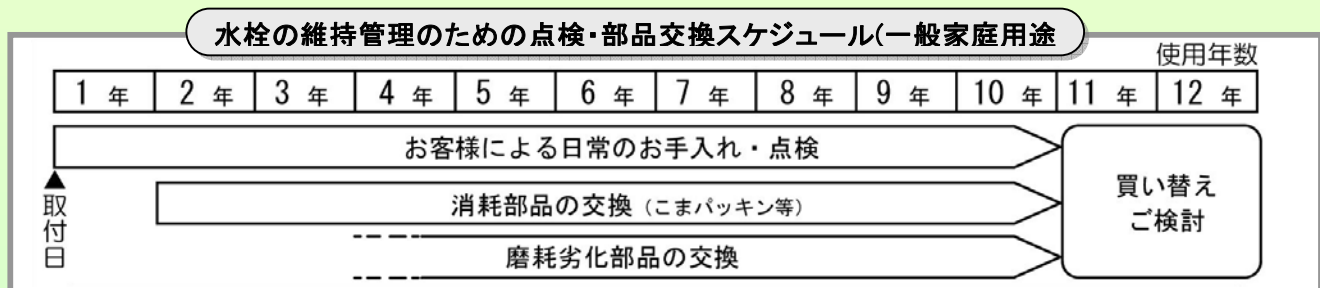 水栓の維持管理のための点検・部品交換スケジュール(一般家庭用途
使用年数
1 年 2 年 3 年 4 年 5 年 6 年 7 年 8 年 9 年 10 年 11 年 12 年
お客様による日常のお手入れ・点検
▲取付日
消耗部品の交換（こまパッキン等）
磨耗劣化部品の交換
買い替え
ご検討